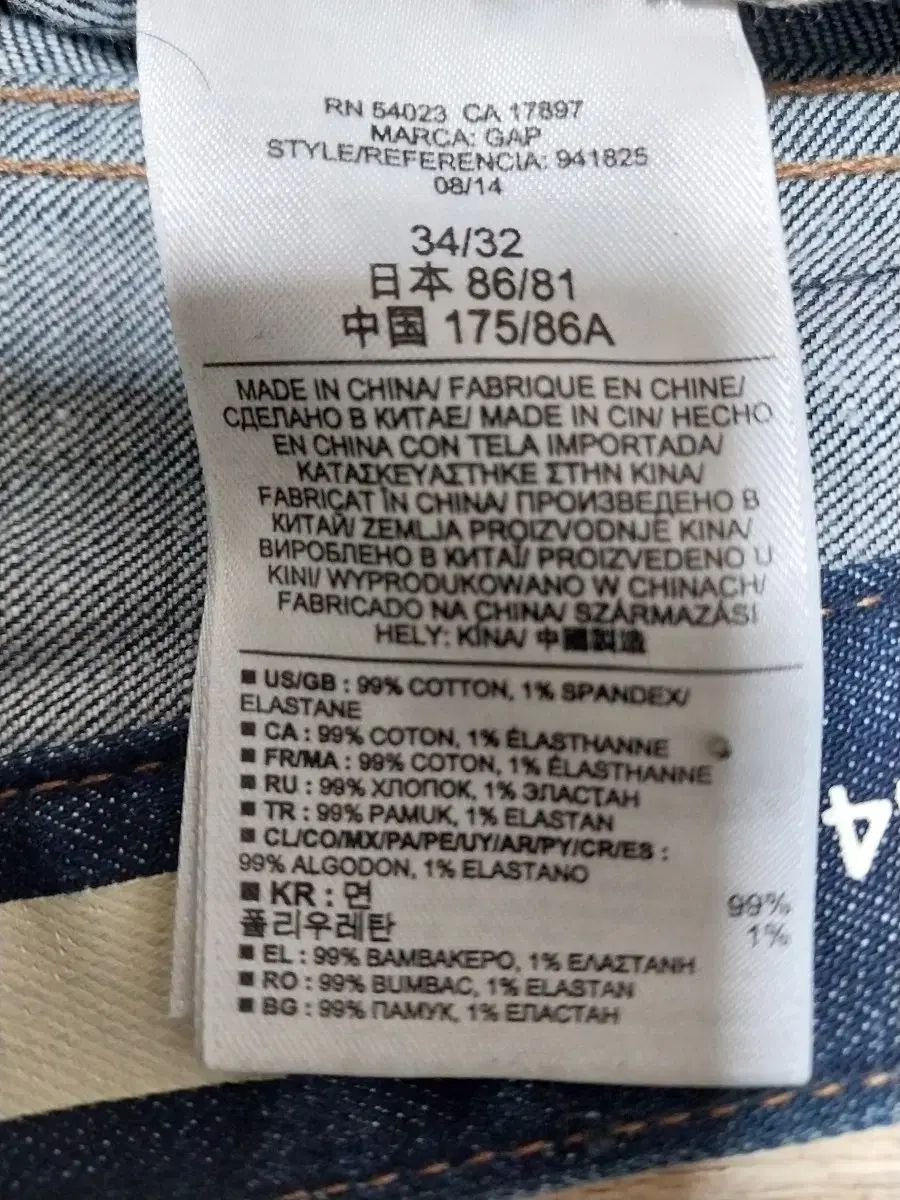 RN 54023 CA 17897
MARCA: GAP
STYLE/REFERENCIA: 941825
08/14
34/32
日本 86/81
中国 175/86A
MADE IN CHINA/ FABRIQUE EN CHINE/
СДЕЛАНО В КИТАЕ/ MADE IN CIN/ HECHO
EN CHINA CON TELA IMPORTADA/
ΚΑΤΑΣΚΕΥΑΣΤΗΚΕ ΣΤΗΝ ΚΙΝΑ/
FABRICAT ÎN CHINA/ ПРОИЗВЕДЕНО В
КИТАЙ/ ZEMLJA PROIZVODNJE KINA/
ВИРОБЛЕНО В КИТАЇ/ PROIZVEDENO U
KINI/ WYPRODUKOWANO W CHINACH/
FABRICADO NA CHINA/ SZÁRMAZÁSI
HELY: KÍNA/ 中國製造
■ US/GB : 99% COTTON, 1% SPANDEX/
ELASTANE
■ CA : 99% COTON, 1% ÉLASTHANNE
■ FR/MA : 99% COTON, 1% ÉLASTHANNE
■ RU : 99% ХЛОПОК, 1% ЭЛАСТАН
■ TR : 99% PAMUK, 1% ELASTAN
■ CL/CO/MX/PA/PE/UY/AR/PY/CR/ES :
99% ALGODON, 1% ELASTANO
■ KR : 면 99%
폴리우레탄 1%
■ EL : 99% ΒΑΜΒΑΚΕΡΟ, 1% ΕΛΑΣΤΑΝΗ
■ RO : 99% BUMBAC, 1% ELASTAN
■ BG : 99% ПАМУК, 1% ЕЛАСТАН
4